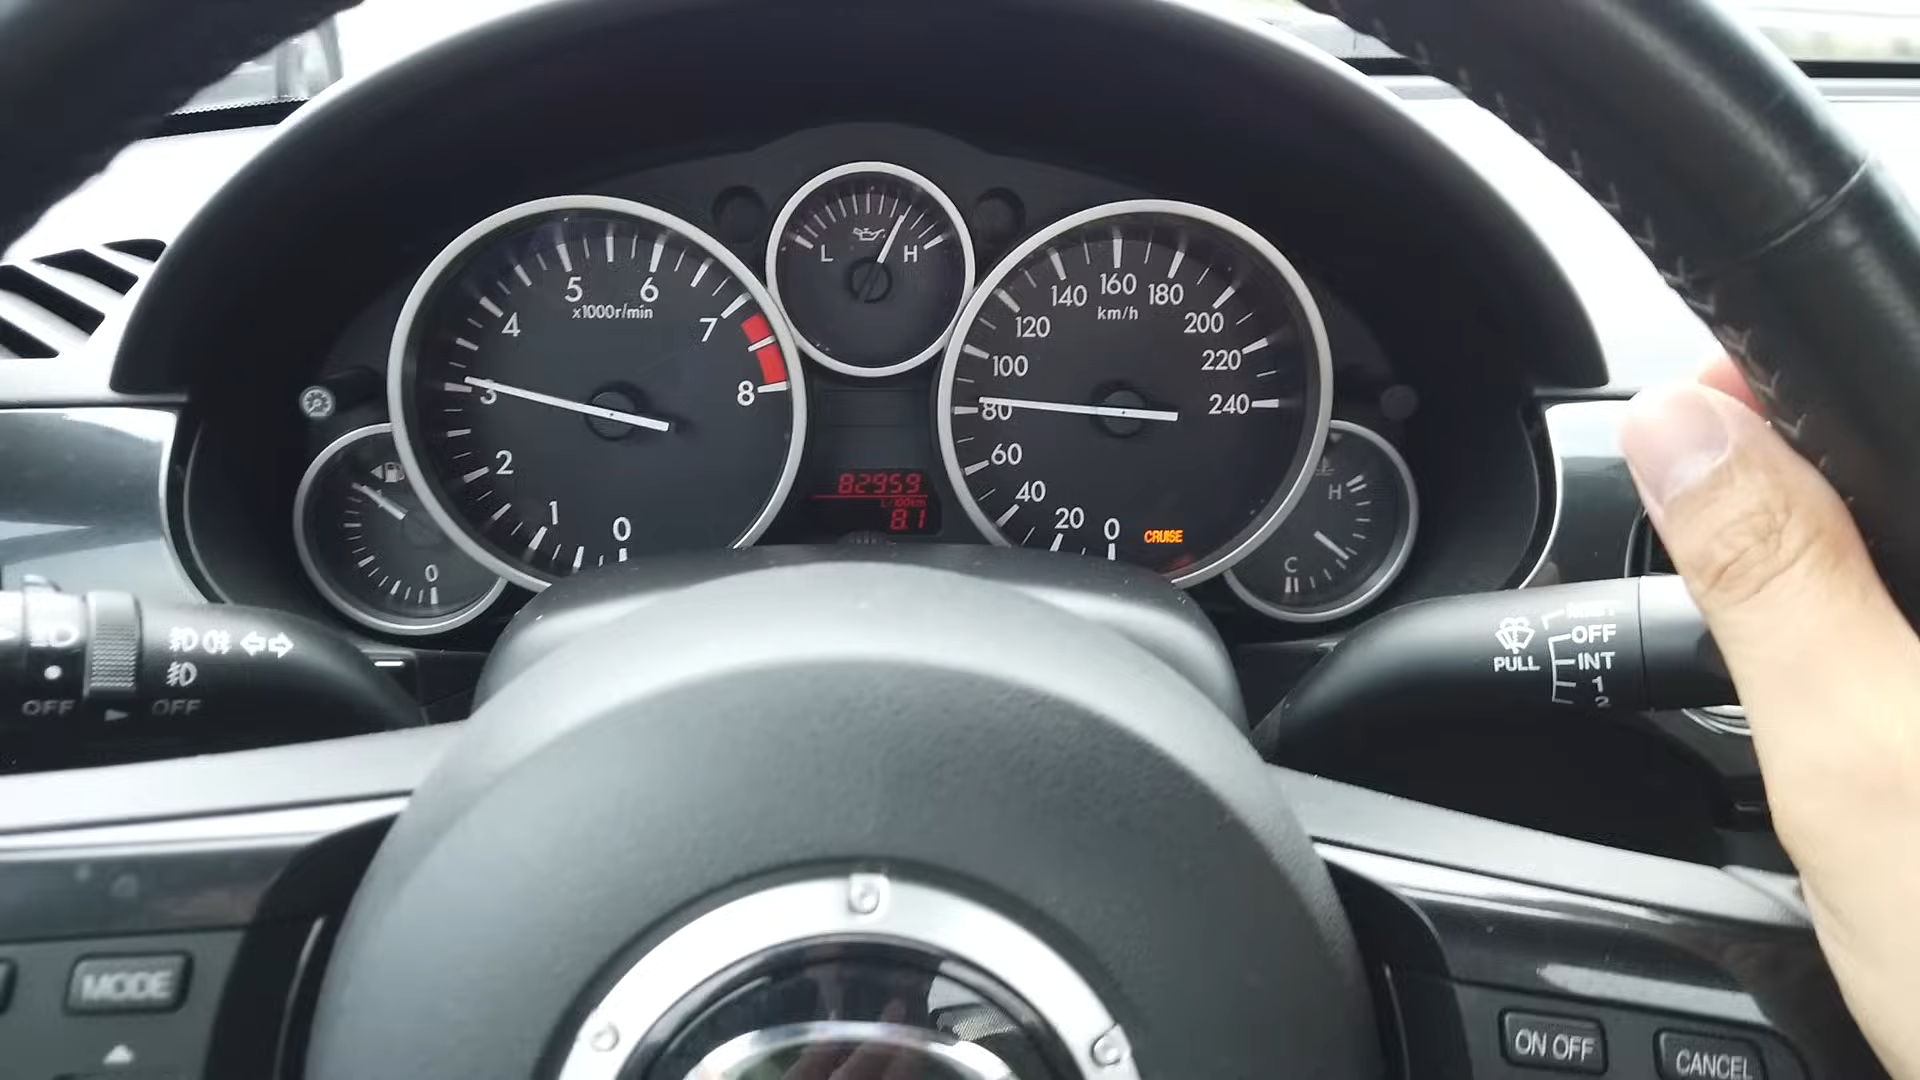 5 6
x1000r/min
4 7
3 8
2
1 0
L H
140 160 180
km/h
120 200
100 220
80 240
60
40
20 0
CRUISE
82959
L/100km
8.1
0
H
C
OFF OFF
PULL
OFF
INT
1
2
MODE
ON OFF
CANCEL